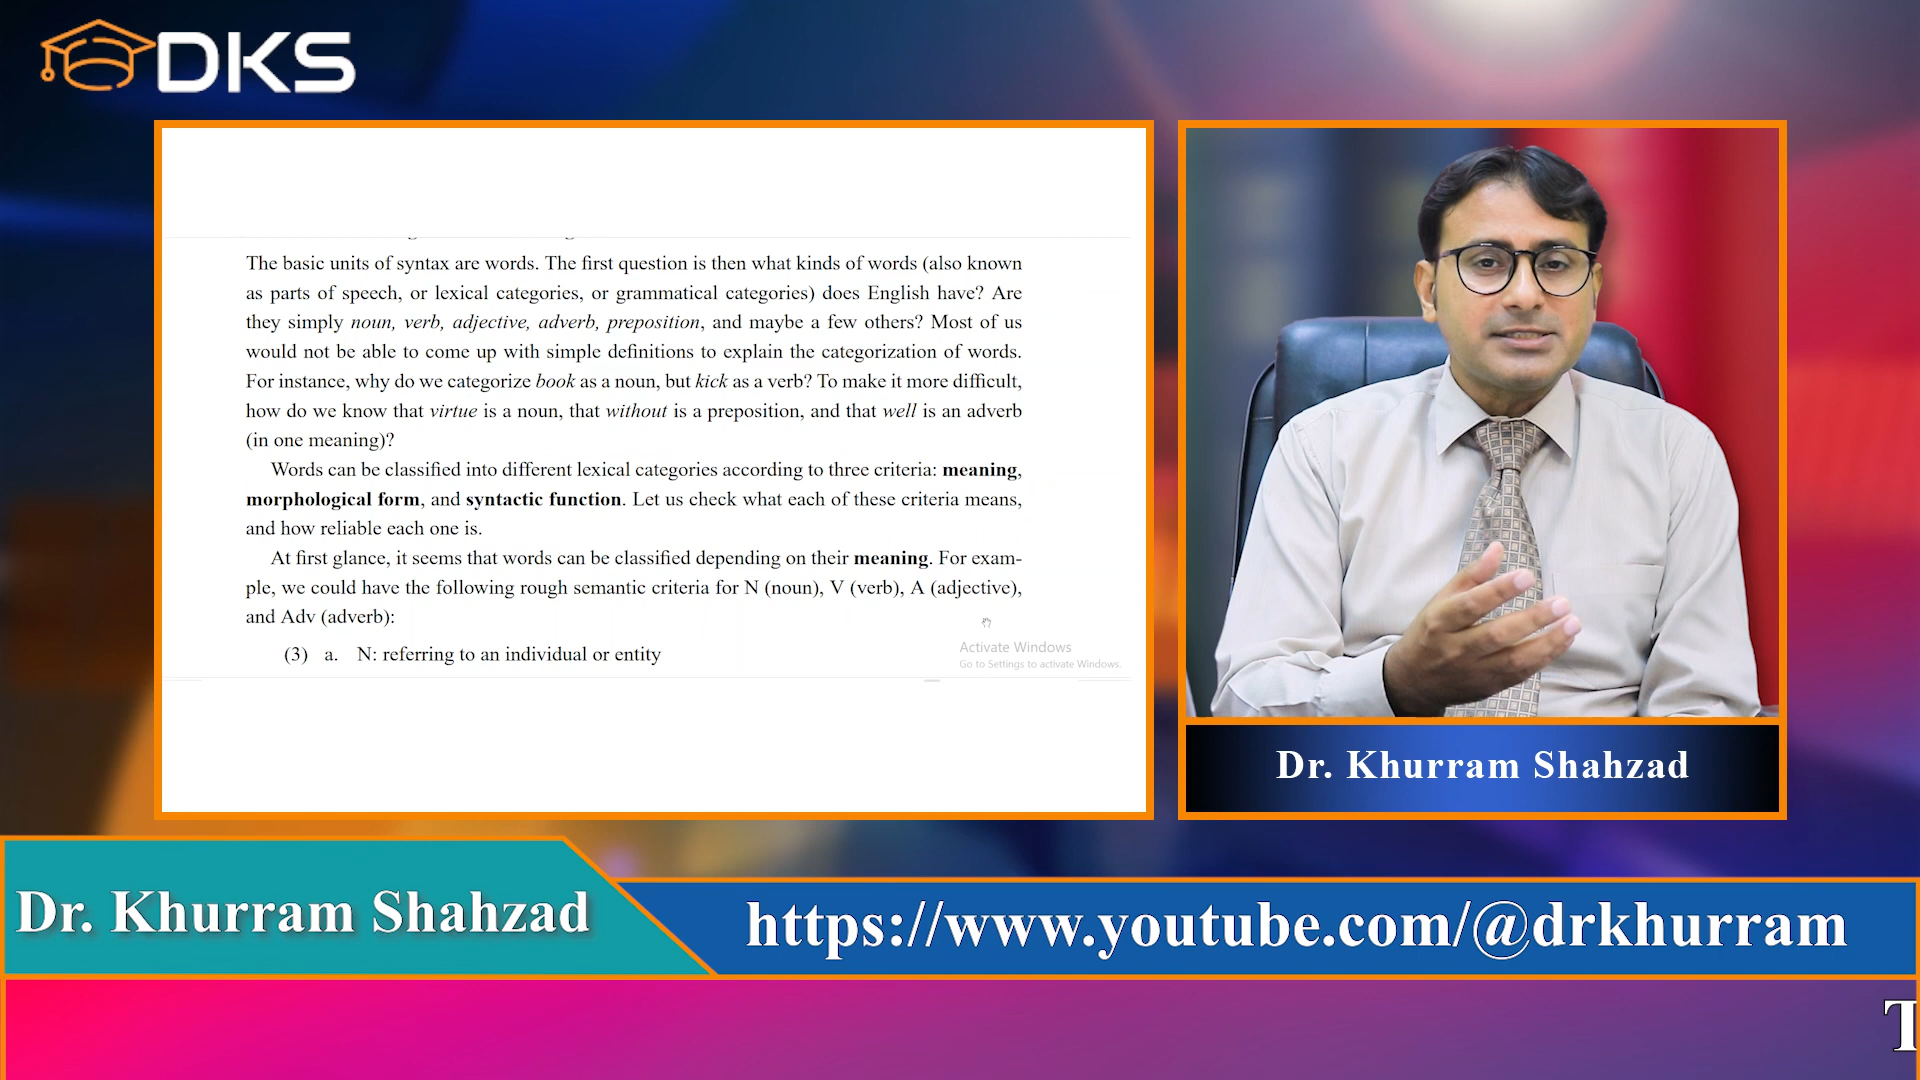 DKS
The basic units of syntax are words. The first question is then what kinds of words (also known
as parts of speech, or lexical categories, or grammatical categories) does English have? Are
they simply noun, verb, adjective, adverb, preposition, and maybe a few others? Most of us
would not be able to come up with simple definitions to explain the categorization of words.
For instance, why do we categorize book as a noun, but kick as a verb? To make it more difficult,
how do we know that virtue is a noun, that without is a preposition, and that well is an adverb
(in one meaning)?
Words can be classified into different lexical categories according to three criteria: meaning,
morphological form, and syntactic function. Let us check what each of these criteria means,
and how reliable each one is.
At first glance, it seems that words can be classified depending on their meaning. For exam-
ple, we could have the following rough semantic criteria for N (noun), V (verb), A (adjective),
and Adv (adverb):
(3) a. N: referring to an individual or entity
Activate Windows
Go to Settings to activate Windows.
Dr. Khurram Shahzad
Dr. Khurram Shahzad
https://www.youtube.com/@drkhurram
T